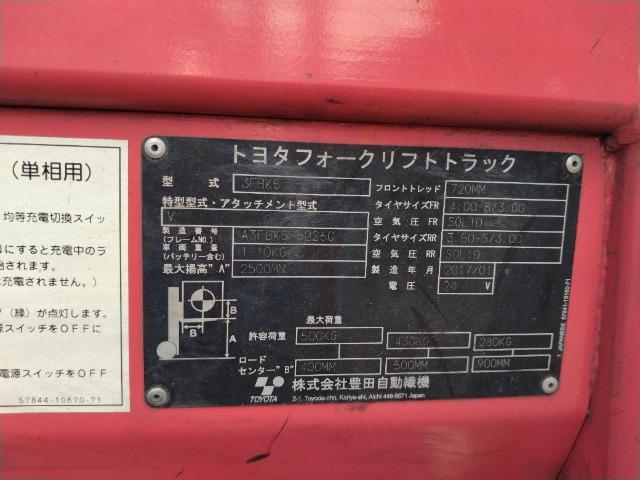 (単相用)
均等充電切換スイッ
にすると充電中のラ
されます。
充電されません。)
(緑)が点灯します。
源スイッチをOFFに
電源スイッチをOFF
57844-10670-71
トヨタフォークリフトトラック
型式 3FBK5
特型型式・アタッチメント型式
V
製造番号
(フレームNO.)
車両重量
(バッテリー含む)
最大揚高"A" 2500MM
フロントトレッド 720MM
タイヤサイズFR 4.00-8/3.00
空気圧FR SOLID
タイヤサイズRR 3.50-5/3.00
空気圧RR SOLID
製造年月 2017/01
電圧 24 V
B
B
A
最大荷重
許容荷重 500KG 430KG 280KG
ロード
センター"B" 400MM 500MM 900MM
TOYOTA
株式会社豊田自動織機
2-1, Toyoda-cho, Kariya-shi, Aichi 448-8671 Japan